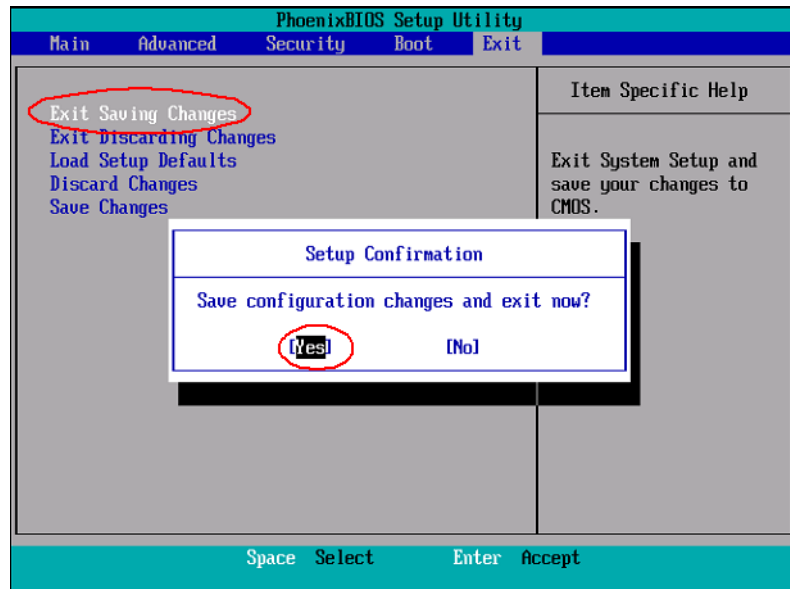 PhoenixBIOS Setup Utility
Main Advanced Security Boot Exit
Exit Saving Changes
Exit Discarding Changes
Load Setup Defaults
Discard Changes
Save Changes
Item Specific Help
Exit System Setup and
save your changes to
CMOS.
Setup Confirmation
Save configuration changes and exit now?
[Yes] [No]
Space Select Enter Accept